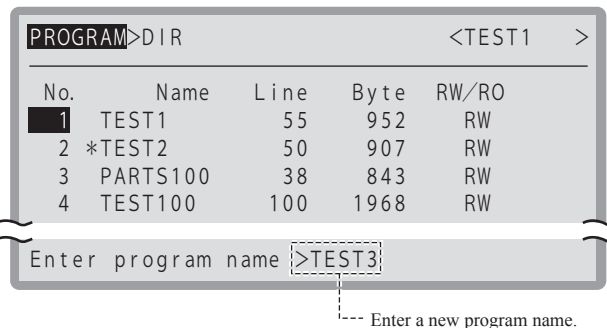 PROGRAM>DIR <TEST1 >
No. Name Line Byte RW/RO
1 TEST1 55 952 RW
2 *TEST2 50 907 RW
3 PARTS100 38 843 RW
4 TEST100 100 1968 RW
Enter program name >TEST3
Enter a new program name.